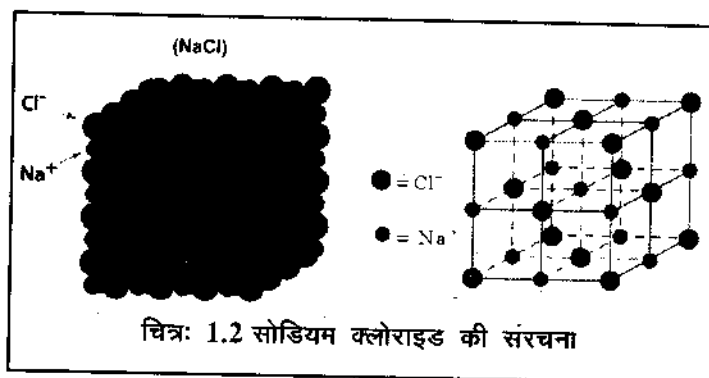 (NaCl)
Cl⁻
Na⁺
= Cl⁻
= Na⁺
चित्रः 1.2 सोडियम क्लोराइड की संरचना